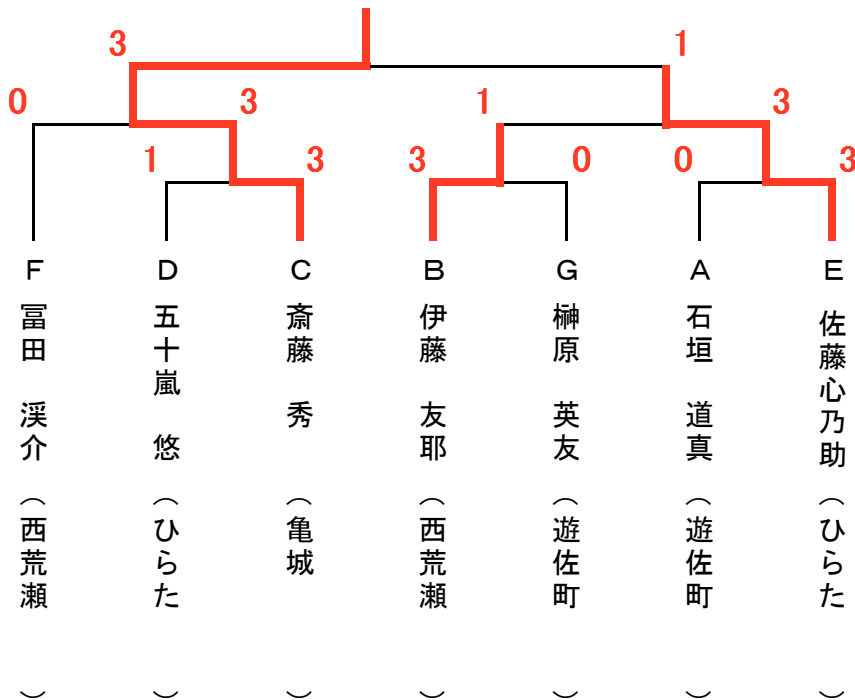 3 1
0 3 1 3
1 3 3 0 0 3
F D C B G A E
冨田 渓介（西荒瀬）
五十嵐 悠（ひらた）
斎藤 秀（亀城）
伊藤 友耶（西荒瀬）
榊原 英友（遊佐町）
石垣 道真（遊佐町）
佐藤心乃助（ひらた）